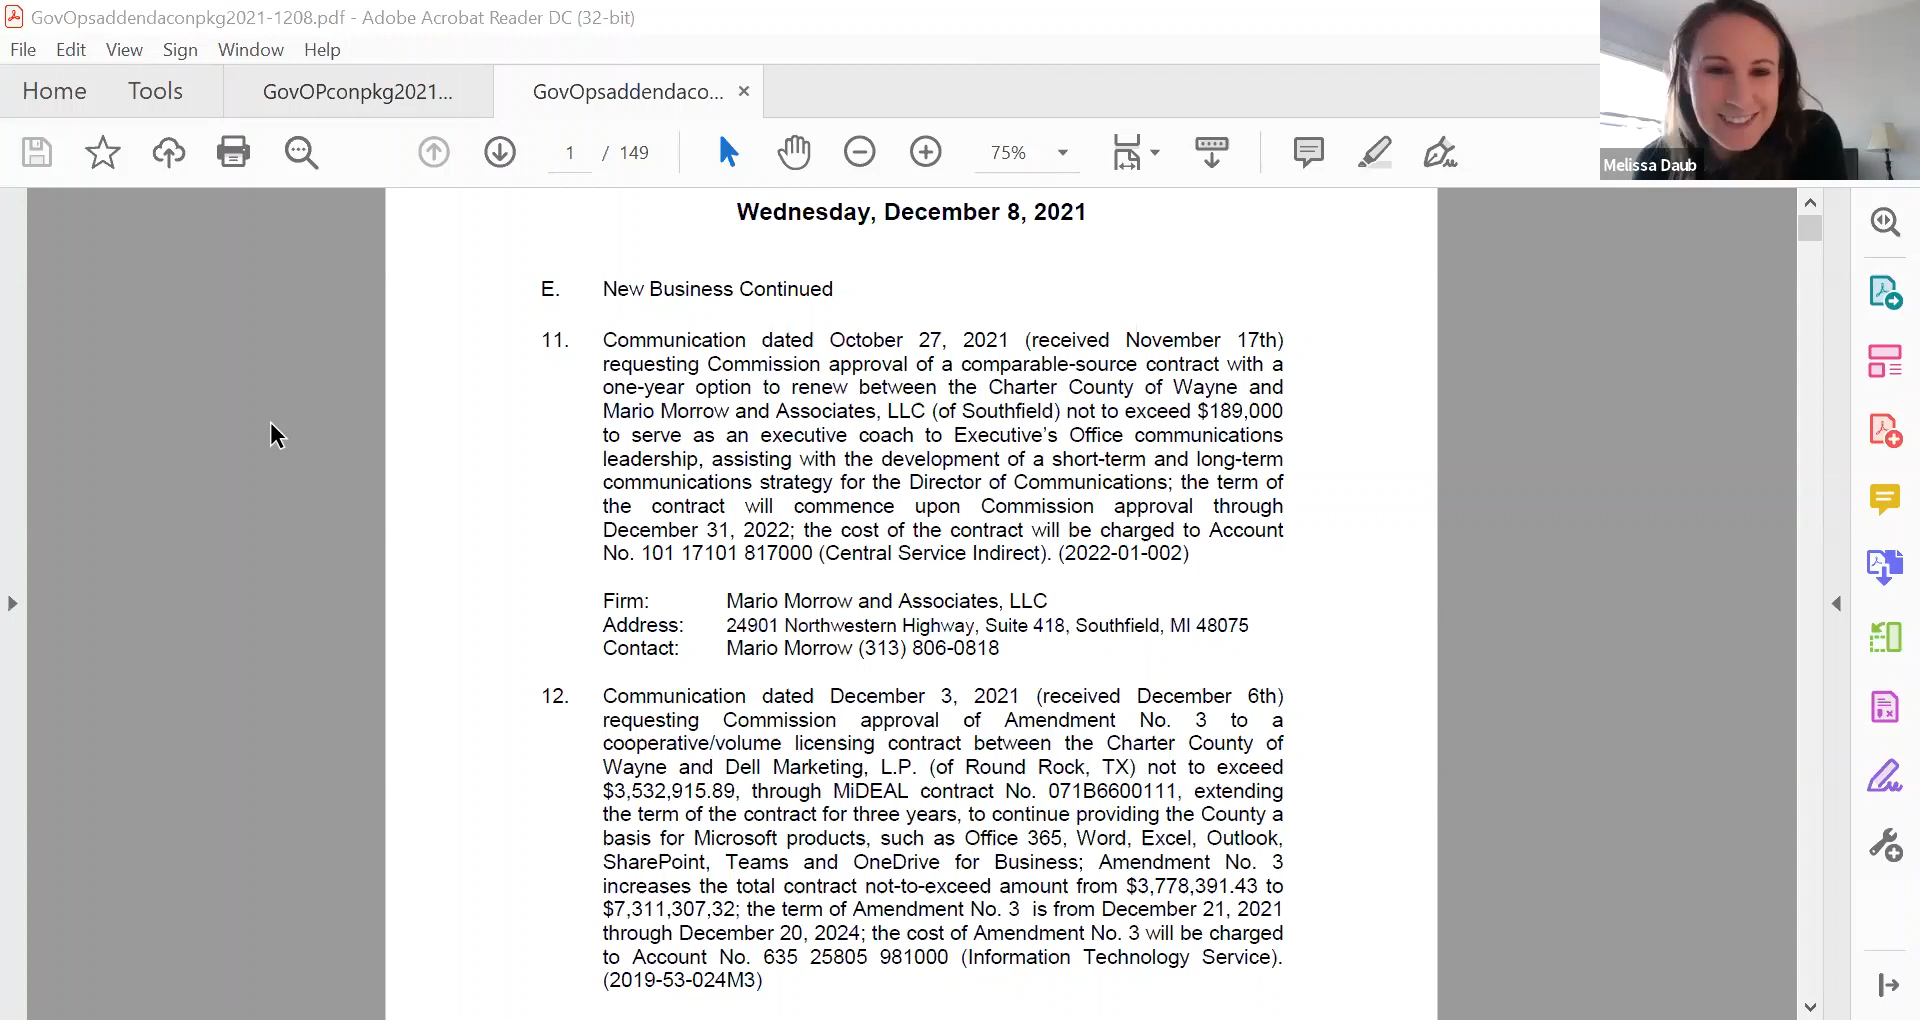 GovOpsaddendaconpkg2021-1208.pdf - Adobe Acrobat Reader DC (32-bit)
File Edit View Sign Window Help
Home Tools GovOPconpkg2021... GovOpsaddendaco... ×
1 / 149 75%
Melissa Daub
Wednesday, December 8, 2021
E. New Business Continued
11. Communication dated October 27, 2021 (received November 17th)
requesting Commission approval of a comparable-source contract with a
one-year option to renew between the Charter County of Wayne and
Mario Morrow and Associates, LLC (of Southfield) not to exceed $189,000
to serve as an executive coach to Executive's Office communications
leadership, assisting with the development of a short-term and long-term
communications strategy for the Director of Communications; the term of
the contract will commence upon Commission approval through
December 31, 2022; the cost of the contract will be charged to Account
No. 101 17101 817000 (Central Service Indirect). (2022-01-002)
Firm: Mario Morrow and Associates, LLC
Address: 24901 Northwestern Highway, Suite 418, Southfield, MI 48075
Contact: Mario Morrow (313) 806-0818
12. Communication dated December 3, 2021 (received December 6th)
requesting Commission approval of Amendment No. 3 to a
cooperative/volume licensing contract between the Charter County of
Wayne and Dell Marketing, L.P. (of Round Rock, TX) not to exceed
$3,532,915.89, through MiDEAL contract No. 071B6600111, extending
the term of the contract for three years, to continue providing the County a
basis for Microsoft products, such as Office 365, Word, Excel, Outlook,
SharePoint, Teams and OneDrive for Business; Amendment No. 3
increases the total contract not-to-exceed amount from $3,778,391.43 to
$7,311,307,32; the term of Amendment No. 3 is from December 21, 2021
through December 20, 2024; the cost of Amendment No. 3 will be charged
to Account No. 635 25805 981000 (Information Technology Service).
(2019-53-024M3)